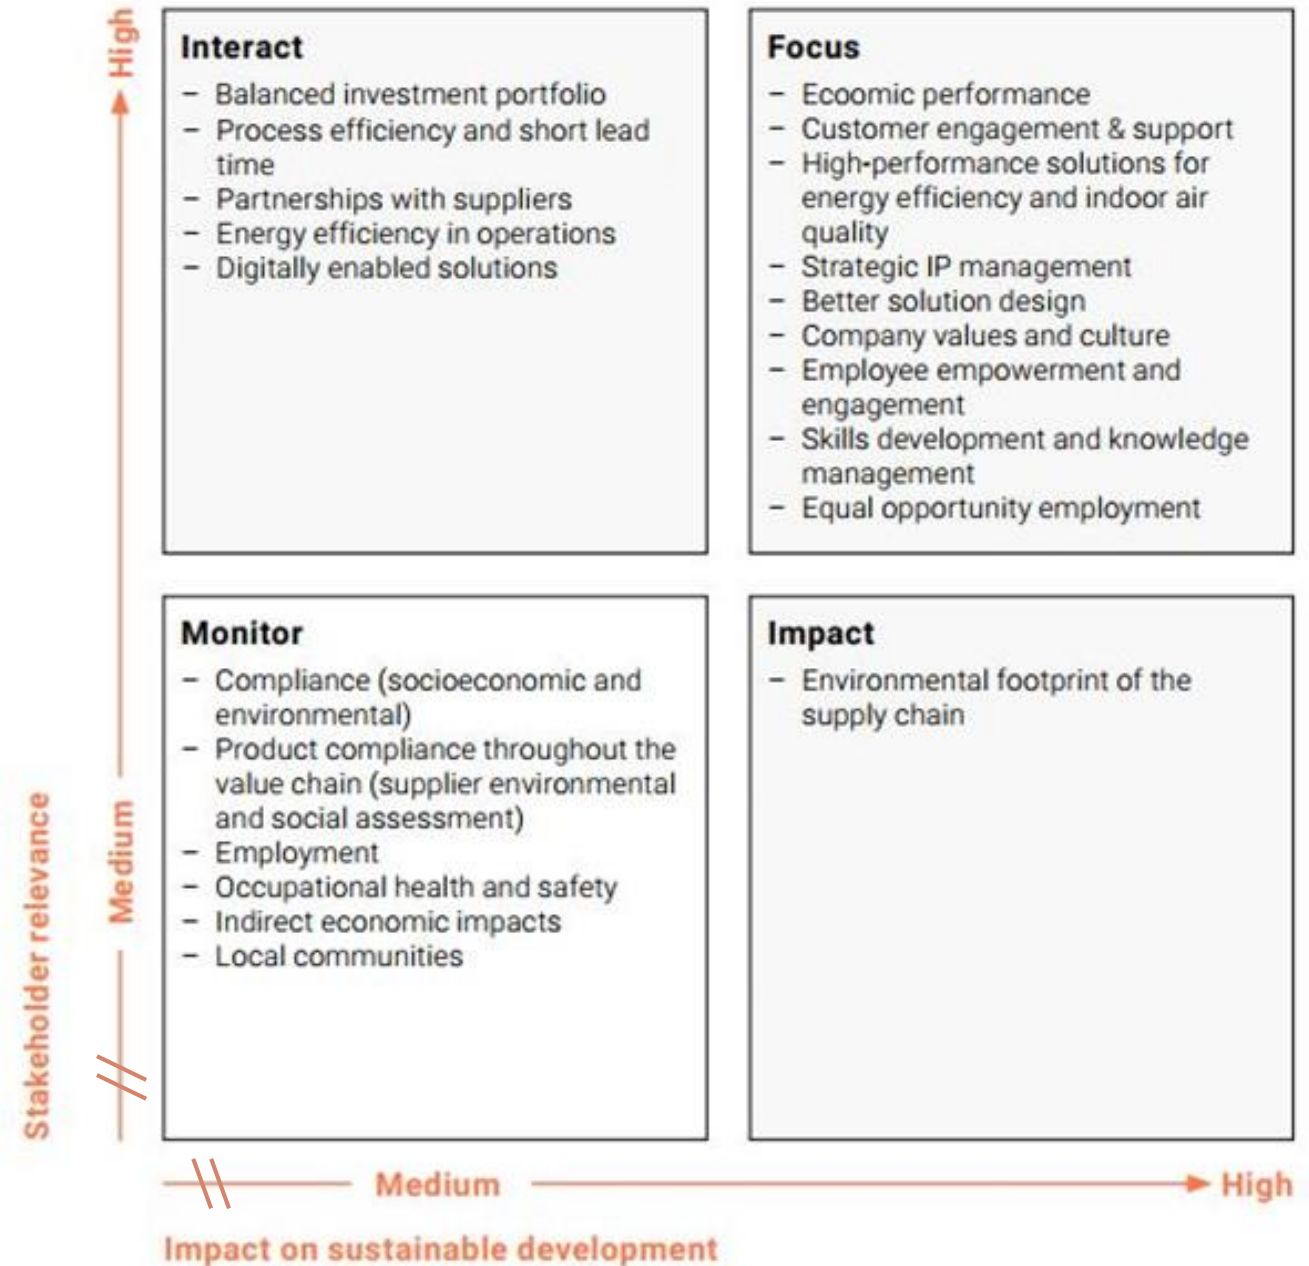 High
Interact
– Balanced investment portfolio
– Process efficiency and short lead
time
– Partnerships with suppliers
– Energy efficiency in operations
– Digitally enabled solutions
Focus
– Ecoomic performance
– Customer engagement & support
– High-performance solutions for
energy efficiency and indoor air
quality
– Strategic IP management
– Better solution design
– Company values and culture
– Employee empowerment and
engagement
– Skills development and knowledge
management
– Equal opportunity employment
Stakeholder relevance
Medium
Monitor
– Compliance (socioeconomic and
environmental)
– Product compliance throughout the
value chain (supplier environmental
and social assessment)
– Employment
– Occupational health and safety
– Indirect economic impacts
– Local communities
Impact
– Environmental footprint of the
supply chain
Medium
High
Impact on sustainable development